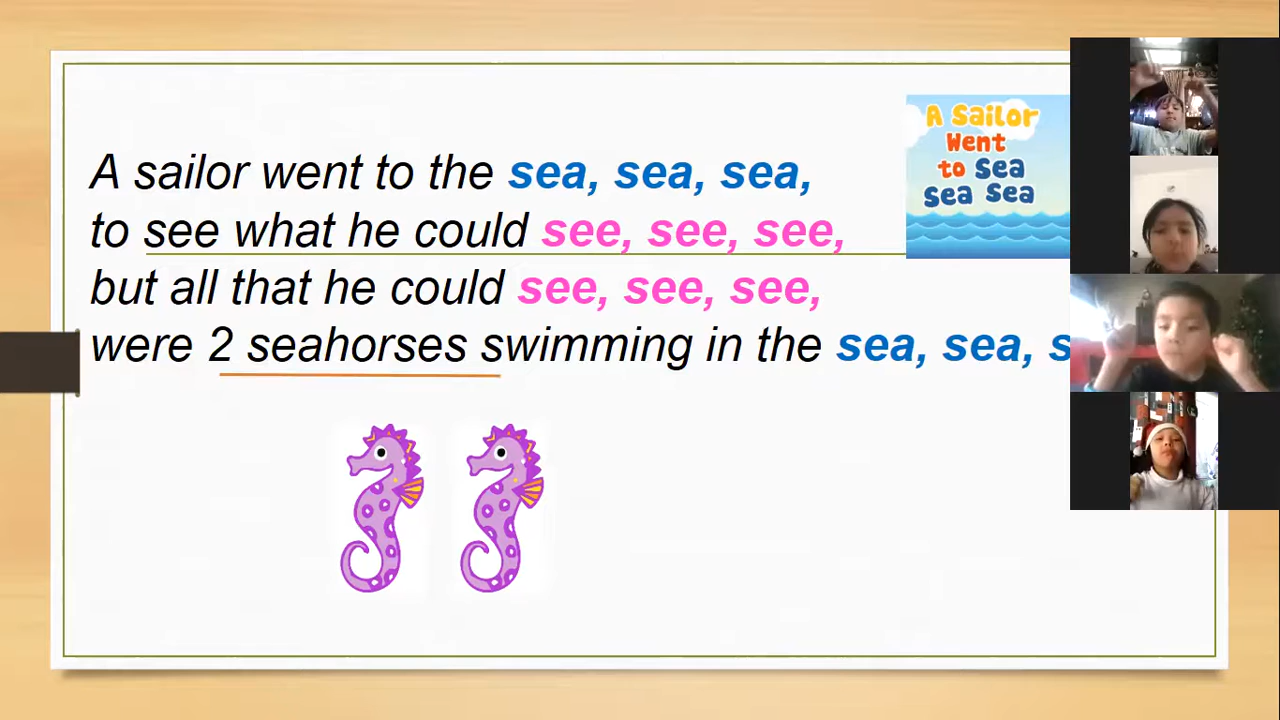 A sailor went to the sea, sea, sea,
to see what he could see, see, see,
but all that he could see, see, see,
were 2 seahorses swimming in the sea, sea, s
A Sailor
Went
to Sea
Sea Sea